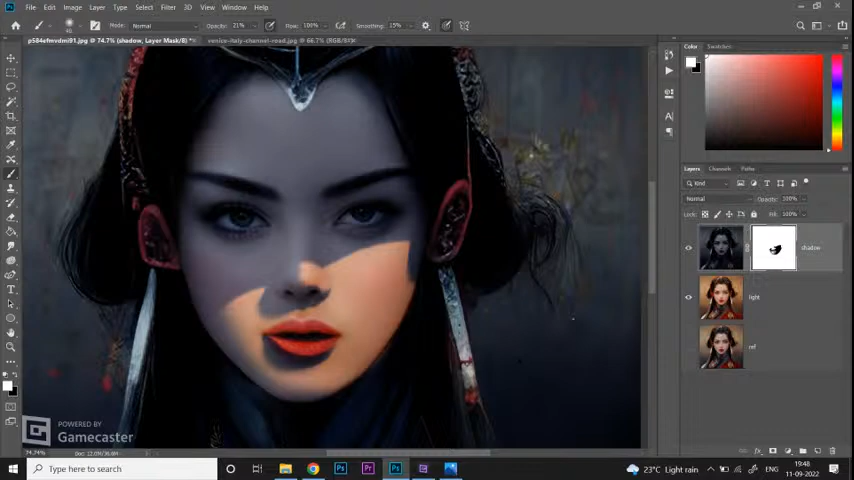 File Edit Image Layer Type Select Filter 3D View Window Help
Mode: Normal Opacity: 21% Flow: 100% Smoothing: 15%
venice-italy-channel-road.jpg @ 66.7% (RGB/8#)
Color Swatches
Layers Channels Paths
Kind
Normal Opacity: 100%
Lock: Fill: 100%
shadow
light
ref
POWERED BY
Gamecaster
74.74%
Type here to search
23°C Light rain
ENG
19:48
11-09-2022